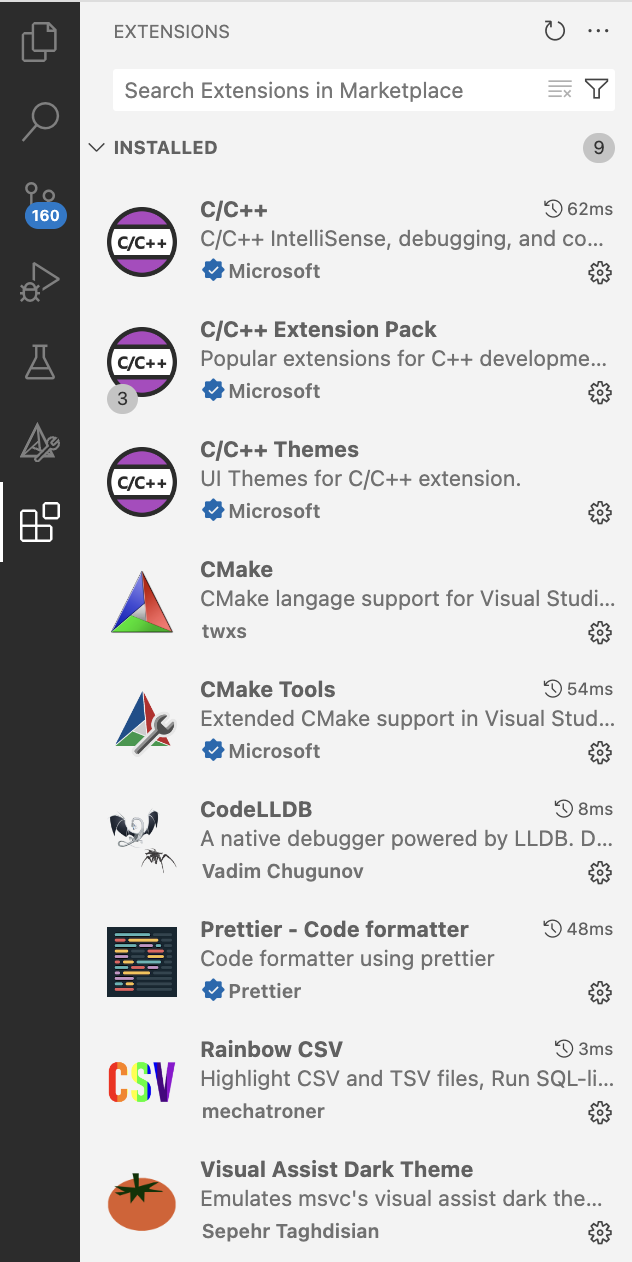 EXTENSIONS
Search Extensions in Marketplace
INSTALLED 9
160
C/C++ 62ms
C/C++
C/C++ IntelliSense, debugging, and co...
Microsoft
C/C++ Extension Pack
C/C++
Popular extensions for C++ developme...
3
Microsoft
C/C++ Themes
C/C++
UI Themes for C/C++ extension.
Microsoft
CMake
CMake langage support for Visual Studi...
twxs
CMake Tools 54ms
Extended CMake support in Visual Stud...
Microsoft
CodeLLDB 8ms
A native debugger powered by LLDB. D...
Vadim Chugunov
Prettier - Code formatter 48ms
Code formatter using prettier
Prettier
Rainbow CSV 3ms
CSV
Highlight CSV and TSV files, Run SQL-li...
mechatroner
Visual Assist Dark Theme
Emulates msvc's visual assist dark the...
Sepehr Taghdisian